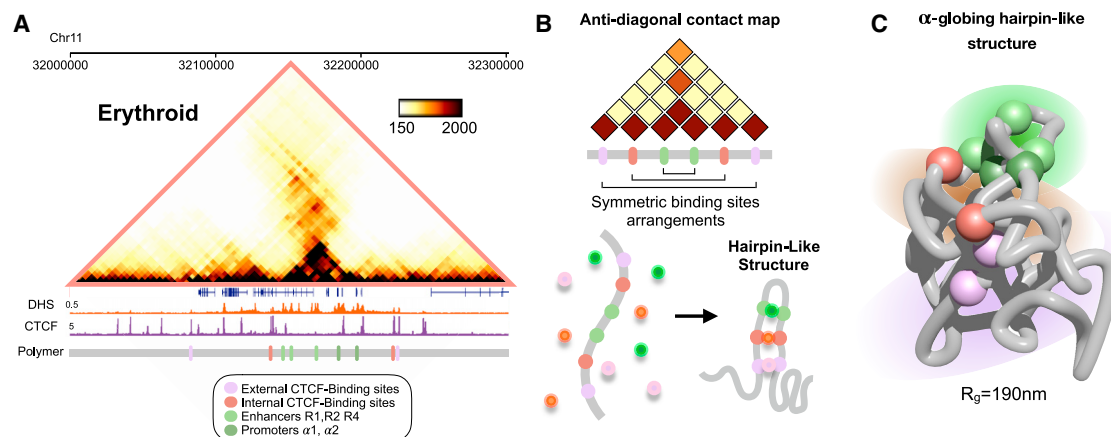 A
Chr11
32000000 32100000 32200000 32300000
Erythroid
150 2000
DHS 0.5
CTCF 5
Polymer
External CTCF-Binding sites
Internal CTCF-Binding sites
Enhancers R1,R2 R4
Promoters α1, α2
B
Anti-diagonal contact map
Symmetric binding sites
arrangements
Hairpin-Like
Structure
C
α-globing hairpin-like
structure
Rg=190nm